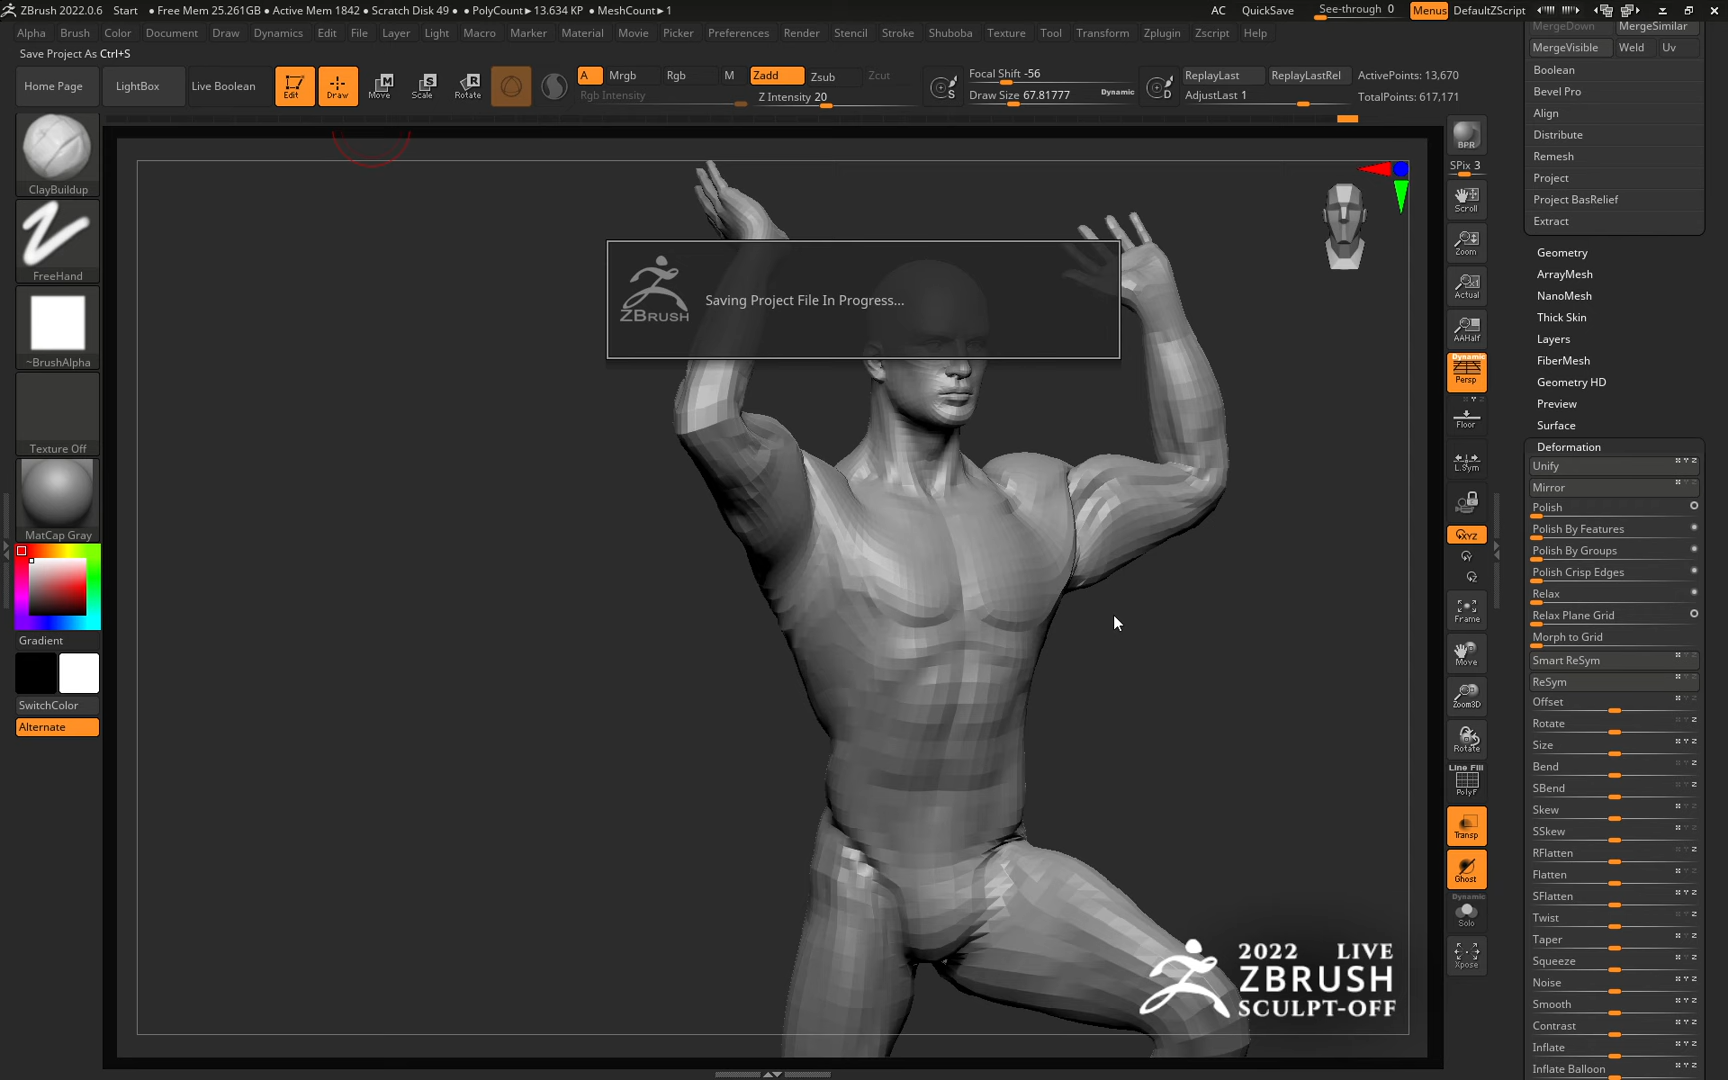 ZBrush 2022.0.6 Start • Free Mem 25.261GB • Active Mem 1842 • Scratch Disk 49 • • PolyCount▸13.634 KP • MeshCount▸1
AC QuickSave See-through 0 Menus DefaultZScript
Alpha Brush Color Document Draw Dynamics Edit File Layer Light Macro Marker Material Movie Picker Preferences Render Shuboba Stencil Stroke Texture Tool Transform Zplugin Zscript Help
Save Project As Ctrl+S
Home Page LightBox Live Boolean Edit Draw Move Scale Rotate
A Mrgb Rgb M Zadd Zsub Zcut
Rgb Intensity Z Intensity 20
Focal Shift -56
Draw Size 67.81777 Dynamic
ReplayLast ReplayLastRel ActivePoints: 13,670
AdjustLast 1 TotalPoints: 617,171
ClayBuildup
FreeHand
~BrushAlpha
Texture Off
MatCap Gray
Gradient
SwitchColor
Alternate
ZBRUSH
Saving Project File In Progress...
2022 LIVE
ZBRUSH
SCULPT-OFF
BPR
SPix 3
Scroll
Zoom
Actual
AAHalf
Dynamic
Persp
Floor
L.Sym
XYZ
Frame
Move
Zoom3D
Rotate
Line Fill
PolyF
Transp
Ghost
Dynamic
Solo
Xpose
MergeDown MergeSimilar
MergeVisible Weld Uv
Boolean
Bevel Pro
Align
Distribute
Remesh
Project
Project BasRelief
Extract
Geometry
ArrayMesh
NanoMesh
Thick Skin
Layers
FiberMesh
Geometry HD
Preview
Surface
Deformation
Unify
Mirror
Polish
Polish By Features
Polish By Groups
Polish Crisp Edges
Relax
Relax Plane Grid
Morph to Grid
Smart ReSym
ReSym
Offset
Rotate
Size
Bend
SBend
Skew
SSkew
RFlatten
Flatten
SFlatten
Twist
Taper
Squeeze
Noise
Smooth
Contrast
Inflate
Inflate Balloon